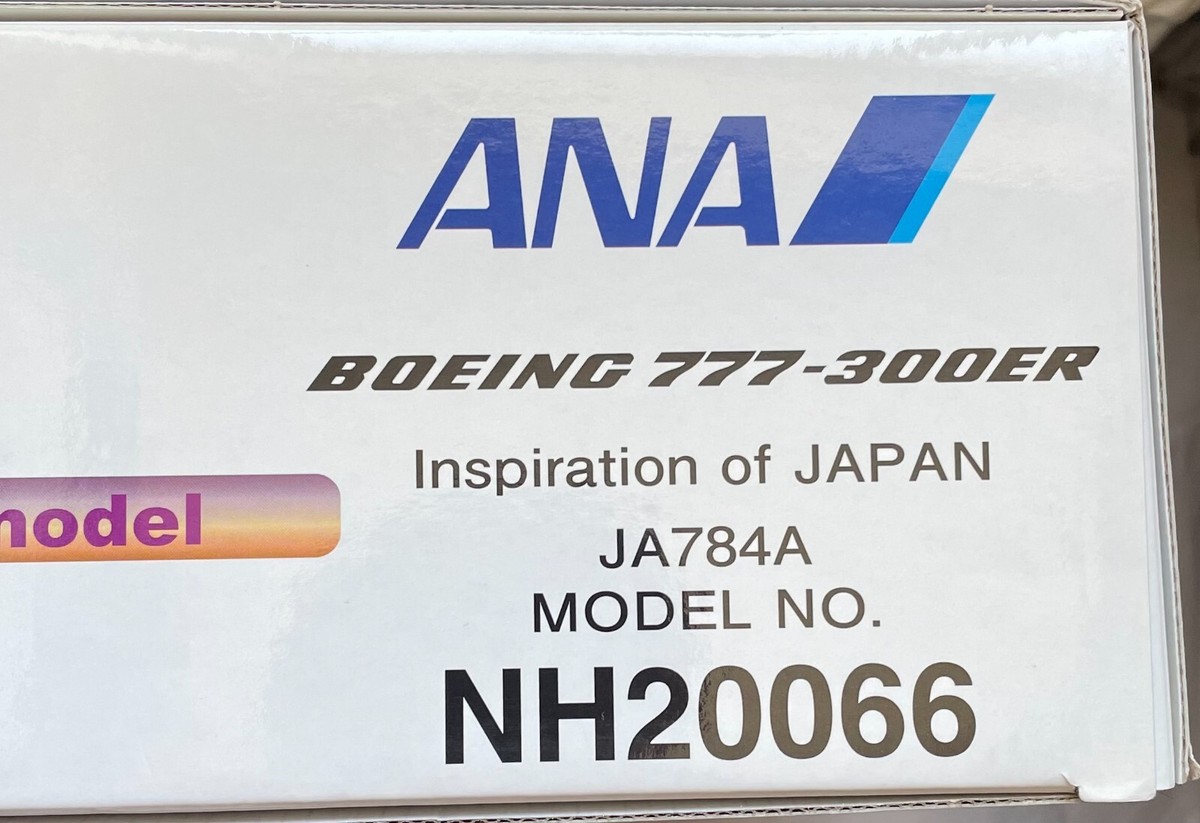 ANA
BOEING 777-300ER
Inspiration of JAPAN
model
JA784A
MODEL NO.
NH20066